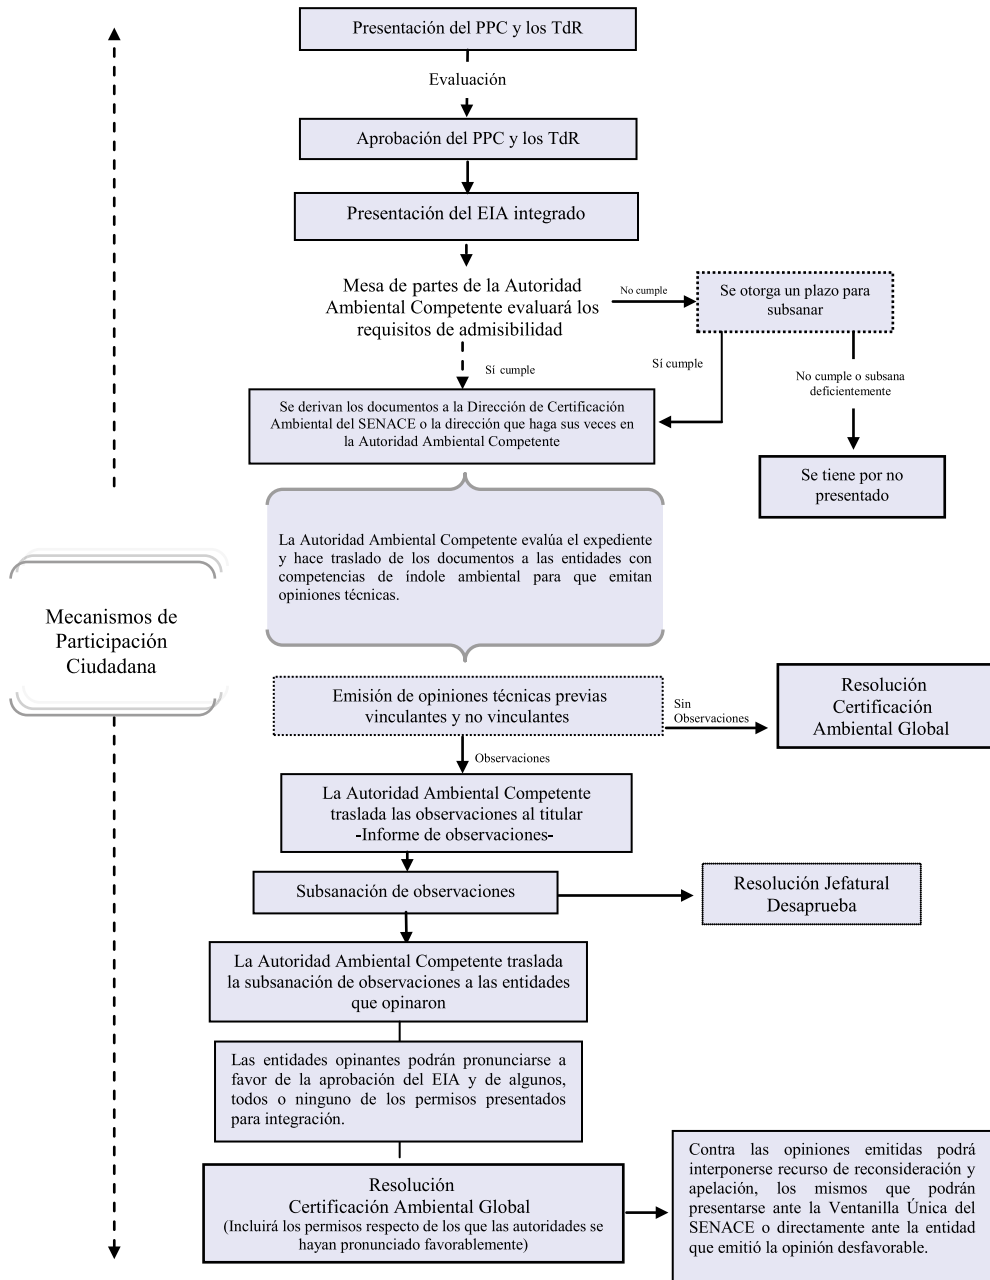 Presentación del PPC y los TdR
Evaluación
Aprobación del PPC y los TdR
Presentación del EIA integrado
Mesa de partes de la Autoridad
Ambiental Competente evaluará los
requisitos de admisibilidad
No cumple
Se otorga un plazo para
subsanar
Sí cumple
Sí cumple
No cumple o subsana
deficientemente
Se derivan los documentos a la Dirección de Certificación
Ambiental del SENACE o la dirección que haga sus veces en
la Autoridad Ambiental Competente
Se tiene por no
presentado
La Autoridad Ambiental Competente evalúa el expediente
y hace traslado de los documentos a las entidades con
competencias de índole ambiental para que emitan
opiniones técnicas.
Mecanismos de
Participación
Ciudadana
Emisión de opiniones técnicas previas
vinculantes y no vinculantes
Sin
Observaciones
Resolución
Certificación
Ambiental Global
Observaciones
La Autoridad Ambiental Competente
traslada las observaciones al titular
-Informe de observaciones-
Subsanación de observaciones
Resolución Jefatural
Desaprueba
La Autoridad Ambiental Competente traslada
la subsanación de observaciones a las entidades
que opinaron
Las entidades opinantes podrán pronunciarse a
favor de la aprobación del EIA y de algunos,
todos o ninguno de los permisos presentados
para integración.
Resolución
Certificación Ambiental Global
(Incluirá los permisos respecto de los que las autoridades se
hayan pronunciado favorablemente)
Contra las opiniones emitidas podrá
interponerse recurso de reconsideración y
apelación, los mismos que podrán
presentarse ante la Ventanilla Única del
SENACE o directamente ante la entidad
que emitió la opinión desfavorable.